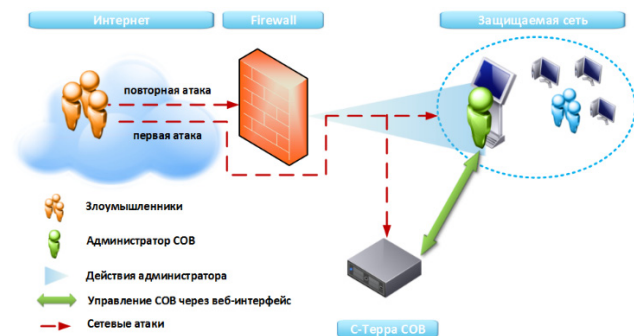 Интернет
Firewall
Защищаемая сеть
повторная атака
первая атака
Злоумышленники
Администратор СОВ
Действия администратора
Управление СОВ через веб-интерфейс
Сетевые атаки
С-Терра СОВ